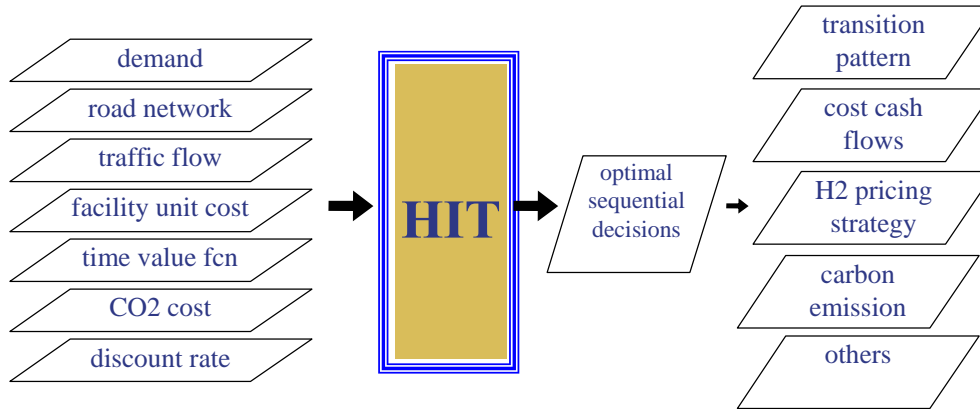 demand
road network
traffic flow
facility unit cost
time value fcn
CO2 cost
discount rate
HIT
optimal
sequential
decisions
transition
pattern
cost cash
flows
H2 pricing
strategy
carbon
emission
others